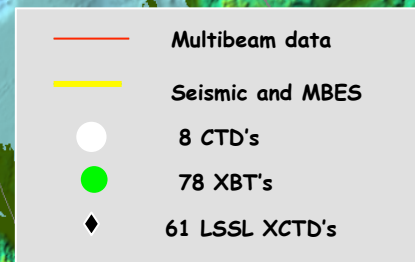 Multibeam data
Seismic and MBES
8 CTD's
78 XBT's
61 LSSL XCTD's